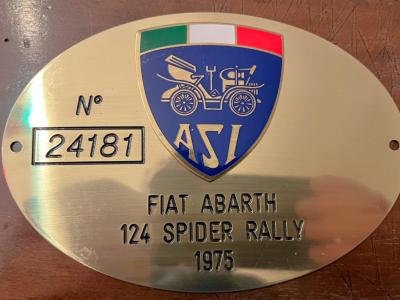 N°
24181
ASI
FIAT ABARTH
124 SPIDER RALLY
1975